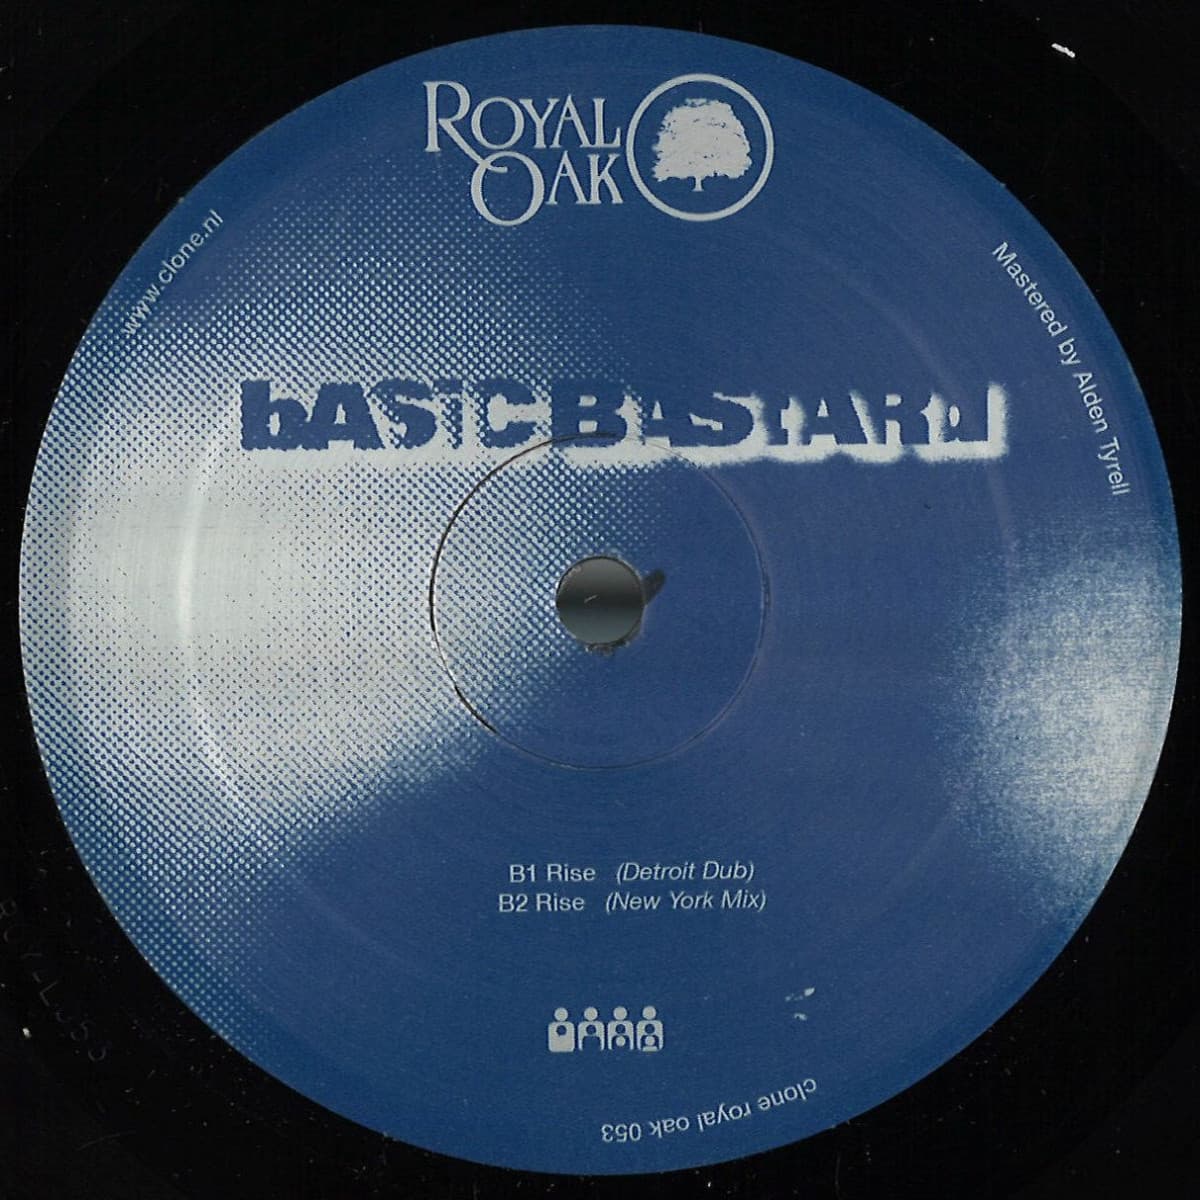 ROYAL
OAK
www.clone.nl
Mastered by Alden Tyrell
bASiC BAStARd
B1 Rise (Detroit Dub)
B2 Rise (New York Mix)
clone royal oak 053